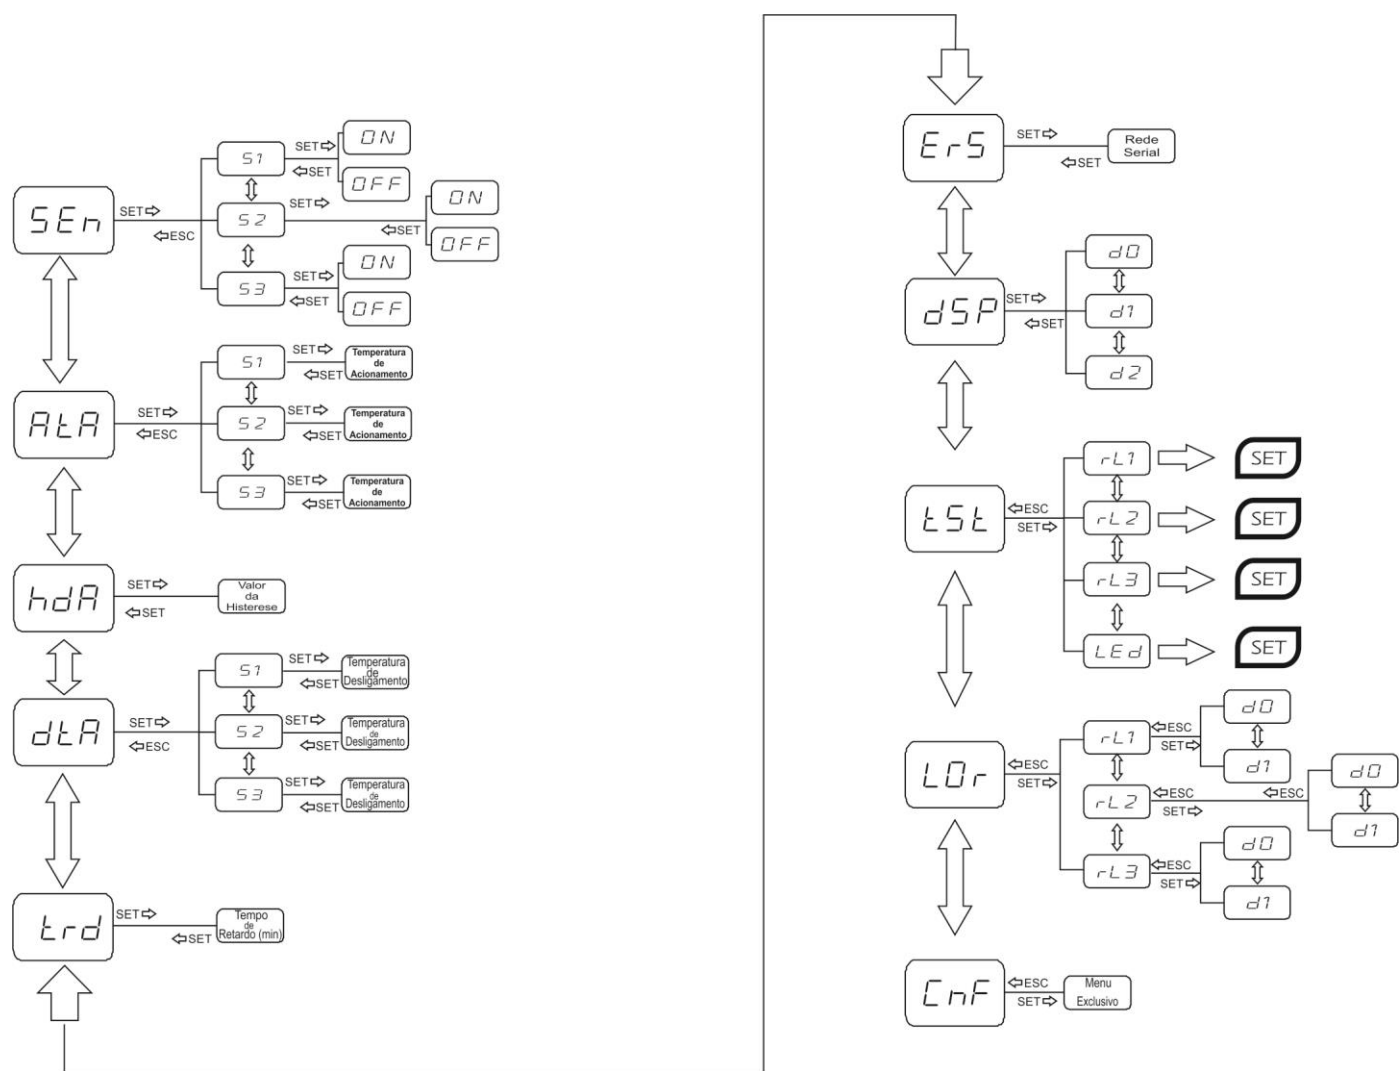 SEn
SET
ESC
S1
SET
SET
ON
OFF
S2
SET
SET
ON
OFF
S3
SET
SET
ON
OFF
AtA
SET
ESC
S1
SET
SET
Temperatura
de
Acionamento
S2
SET
SET
Temperatura
de
Acionamento
S3
SET
SET
Temperatura
de
Acionamento
hdA
SET
SET
Valor
da
Histerese
dtA
SET
ESC
S1
SET
SET
Temperatura
de
Desligamento
S2
SET
SET
Temperatura
de
Desligamento
S3
SET
SET
Temperatura
de
Desligamento
trd
SET
SET
Tempo
de
Retardo (min)
ErS
SET
SET
Rede
Serial
dSP
SET
SET
d0
d1
d2
tSt
ESC
SET
rL1
SET
rL2
SET
rL3
SET
LEd
SET
LOr
ESC
SET
rL1
ESC
SET
d0
d1
rL2
ESC
SET
ESC
d0
d1
rL3
ESC
SET
d0
d1
CnF
ESC
SET
Menu
Exclusivo